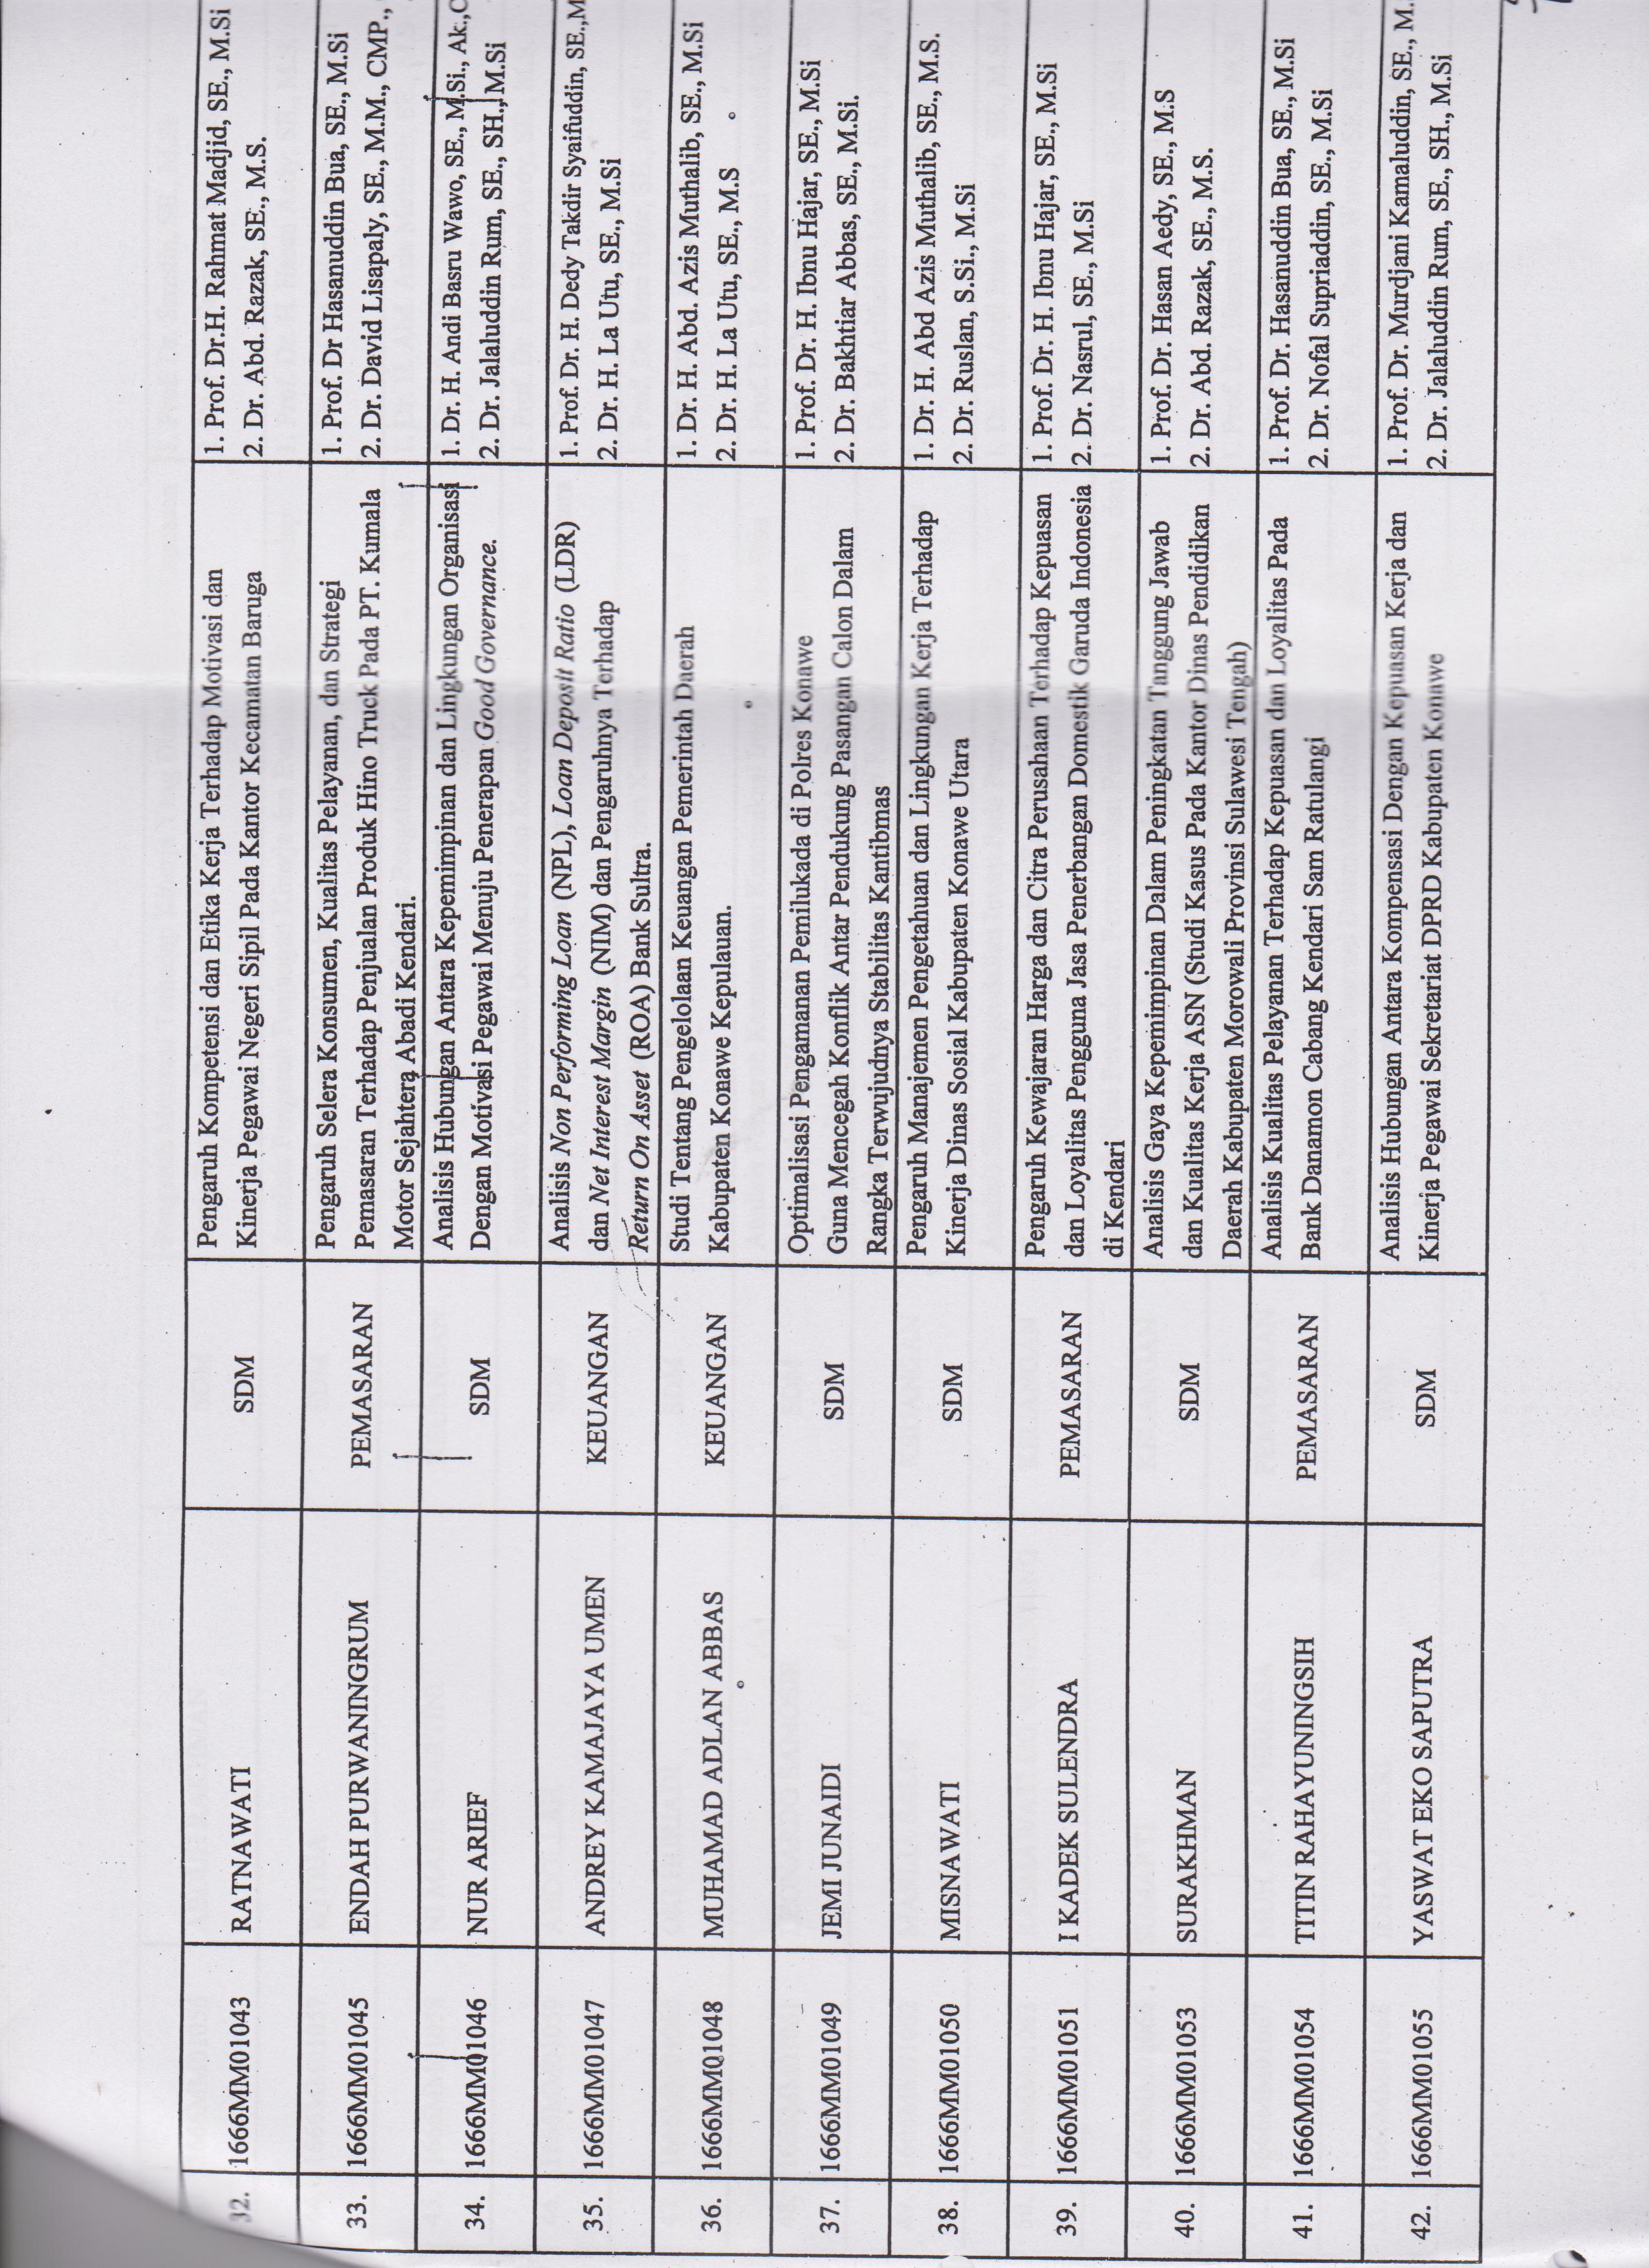 32. 1666MM01043 RATNAWATI SDM Pengaruh Kompetensi dan Etika Kerja Terhadap Motivasi dan 1. Prof. Dr.H. Rahmat Madjid, SE., M.Si
Kinerja Pegawai Negeri Sipil Pada Kantor Kecamatan Baruga 2. Dr. Abd. Razak, SE., M.S.
33. 1666MM01045 ENDAH PURWANINGRUM PEMASARAN Pengaruh Selera Konsumen, Kualitas Pelayanan, dan Strategi 1. Prof. Dr Hasanuddin Bua, SE., M.Si
Pemasaran Terhadap Penjualan Produk Hino Truck Pada PT. Kumala 2. Dr. David Lisapaly, SE., M.M., CMP.,
Motor Sejahtera Abadi Kendari.
34. 1666MM01046 NUR ARIEF SDM Analisis Hubungan Antara Kepemimpinan dan Lingkungan Organisasi 1. Dr. H. Andi Basru Wawo, SE., M.Si., Ak.,C
Dengan Motivasi Pegawai Menuju Penerapan Good Governance. 2. Dr. Jalaluddin Rum, SE., SH., M.Si
35. 1666MM01047 ANDREY KAMAJAYA UMEN KEUANGAN Analisis Non Performing Loan (NPL), Loan Deposit Ratio (LDR) 1. Prof. Dr. H. Dedy Takdir Syaifuddin, SE.,M
dan Net Interest Margin (NIM) dan Pengaruhnya Terhadap 2. Dr. H. La Utu, SE., M.Si
Return On Asset (ROA) Bank Sultra.
36. 1666MM01048 MUHAMAD ADLAN ABBAS KEUANGAN Studi Tentang Pengelolaan Keuangan Pemerintah Daerah 1. Dr. H. Abd. Azis Muthalib, SE., M.Si
Kabupaten Konawe Kepulauan. 2. Dr. H. La Utu, SE., M.S
37. 1666MM01049 JEMI JUNAIDI SDM Optimalisasi Pengamanan Pemilukada di Polres Konawe 1. Prof. Dr. H. Ibnu Hajar, SE., M.Si
Guna Mencegah Konflik Antar Pendukung Pasangan Calon Dalam 2. Dr. Bakhtiar Abbas, SE., M.Si.
Rangka Terwujudnya Stabilitas Kantibmas
38. 1666MM01050 MISNAWATI SDM Pengaruh Manajemen Pengetahuan dan Lingkungan Kerja Terhadap 1. Dr. H. Abd Azis Muthalib, SE., M.S.
Kinerja Dinas Sosial Kabupaten Konawe Utara 2. Dr. Ruslan, S.Si., M.Si
39. 1666MM01051 I KADEK SULENDRA PEMASARAN Pengaruh Kewajaran Harga dan Citra Perusahaan Terhadap Kepuasan 1. Prof. Dr. H. Ibnu Hajar, SE., M.Si
dan Loyalitas Pengguna Jasa Penerbangan Domestik Garuda Indonesia 2. Dr. Nasrul, SE., M.Si
di Kendari
40. 1666MM01053 SURAKHMAN SDM Analisis Gaya Kepemimpinan Dalam Peningkatan Tanggung Jawab 1. Prof. Dr. Hasan Aedy, SE., M.S
dan Kualitas Kerja ASN (Studi Kasus Pada Kantor Dinas Pendidikan 2. Dr. Abd. Razak, SE., M.S.
Daerah Kabupaten Morowali Provinsi Sulawesi Tengah)
41. 1666MM01054 TITIN RAHAYUNINGSIH PEMASARAN Analisis Kualitas Pelayanan Terhadap Kepuasan dan Loyalitas Pada 1. Prof. Dr. Hasanuddin Bua, SE., M.Si
Bank Danamon Cabang Kendari Sam Ratulangi 2. Dr. Nofal Supriaddin, SE., M.Si
42. 1666MM01055 YASWAT EKO SAPUTRA SDM Analisis Hubungan Antara Kompensasi Dengan Kepuasan Kerja dan 1. Prof. Dr. Murdjani Kamaluddin, SE., M.
Kinerja Pegawai Sekretariat DPRD Kabupaten Konawe 2. Dr. Jalaluddin Rum, SE., SH., M.Si